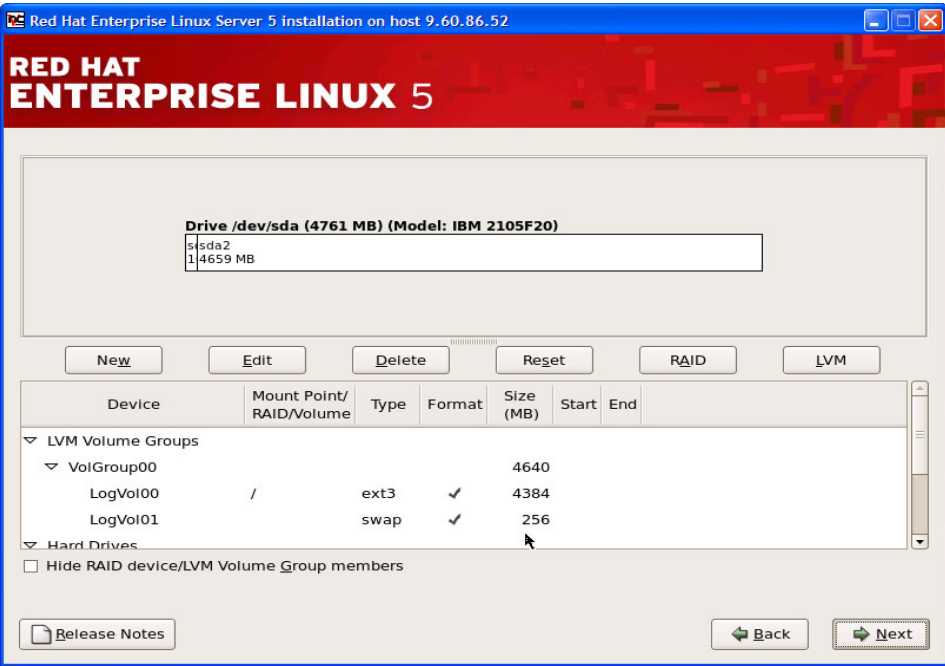 Red Hat Enterprise Linux Server 5 installation on host 9.60.86.52
RED HAT
ENTERPRISE LINUX 5
Drive /dev/sda (4761 MB) (Model: IBM 2105F20)
sda2
4659 MB
New Edit Delete Reset RAID LVM
Device Mount Point/ RAID/Volume Type Format Size (MB) Start End
LVM Volume Groups
VolGroup00 4640
LogVol00 / ext3 ✓ 4384
LogVol01 swap ✓ 256
Hard Drives
Hide RAID device/LVM Volume Group members
Release Notes Back Next